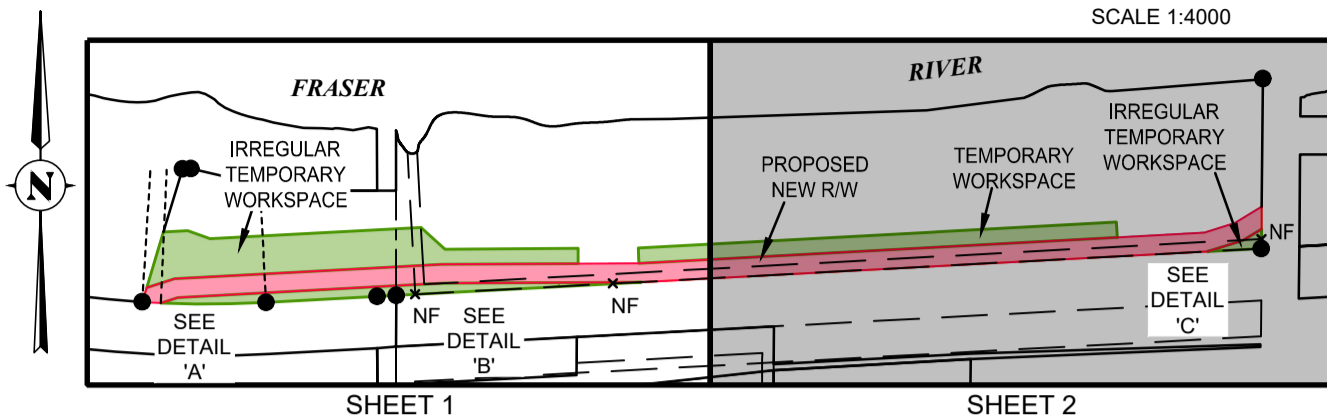 SCALE 1:4000
FRASER
RIVER
IRREGULAR
TEMPORARY
WORKSPACE
PROPOSED
NEW R/W
TEMPORARY
WORKSPACE
IRREGULAR
TEMPORARY
WORKSPACE
N
NF
NF
NF
SEE
DETAIL
'A'
SEE
DETAIL
'B'
SEE
DETAIL
'C'
SHEET 1
SHEET 2